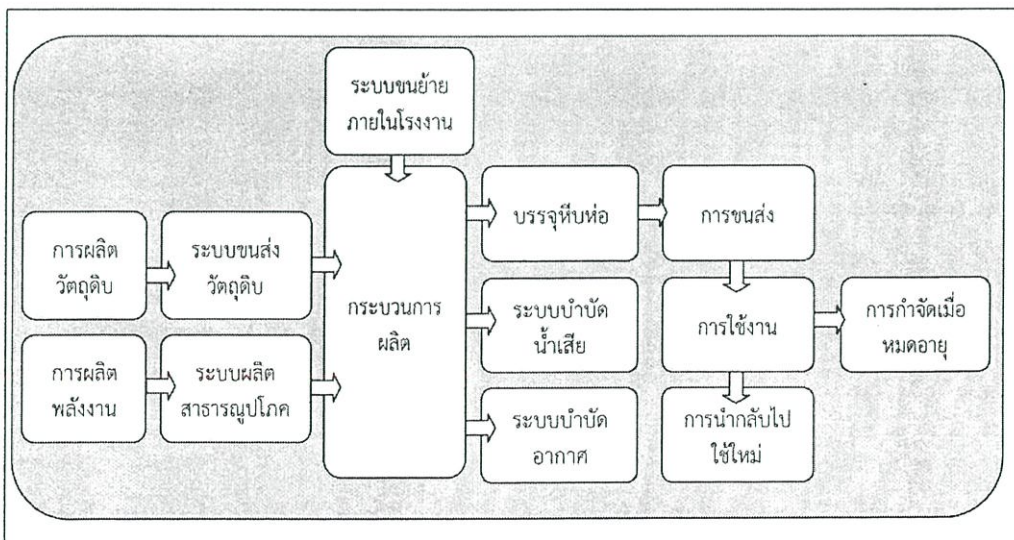 ระบบขนย้าย
ภายในโรงงาน
การผลิต
วัตถุดิบ
ระบบขนส่ง
วัตถุดิบ
การผลิต
พลังงาน
ระบบผลิต
สาธารณูปโภค
กระบวนการ
ผลิต
บรรจุหีบห่อ
การขนส่ง
ระบบบำบัด
น้ำเสีย
การใช้งาน
การกำจัดเมื่อ
หมดอายุ
ระบบบำบัด
อากาศ
การนำกลับไป
ใช้ใหม่